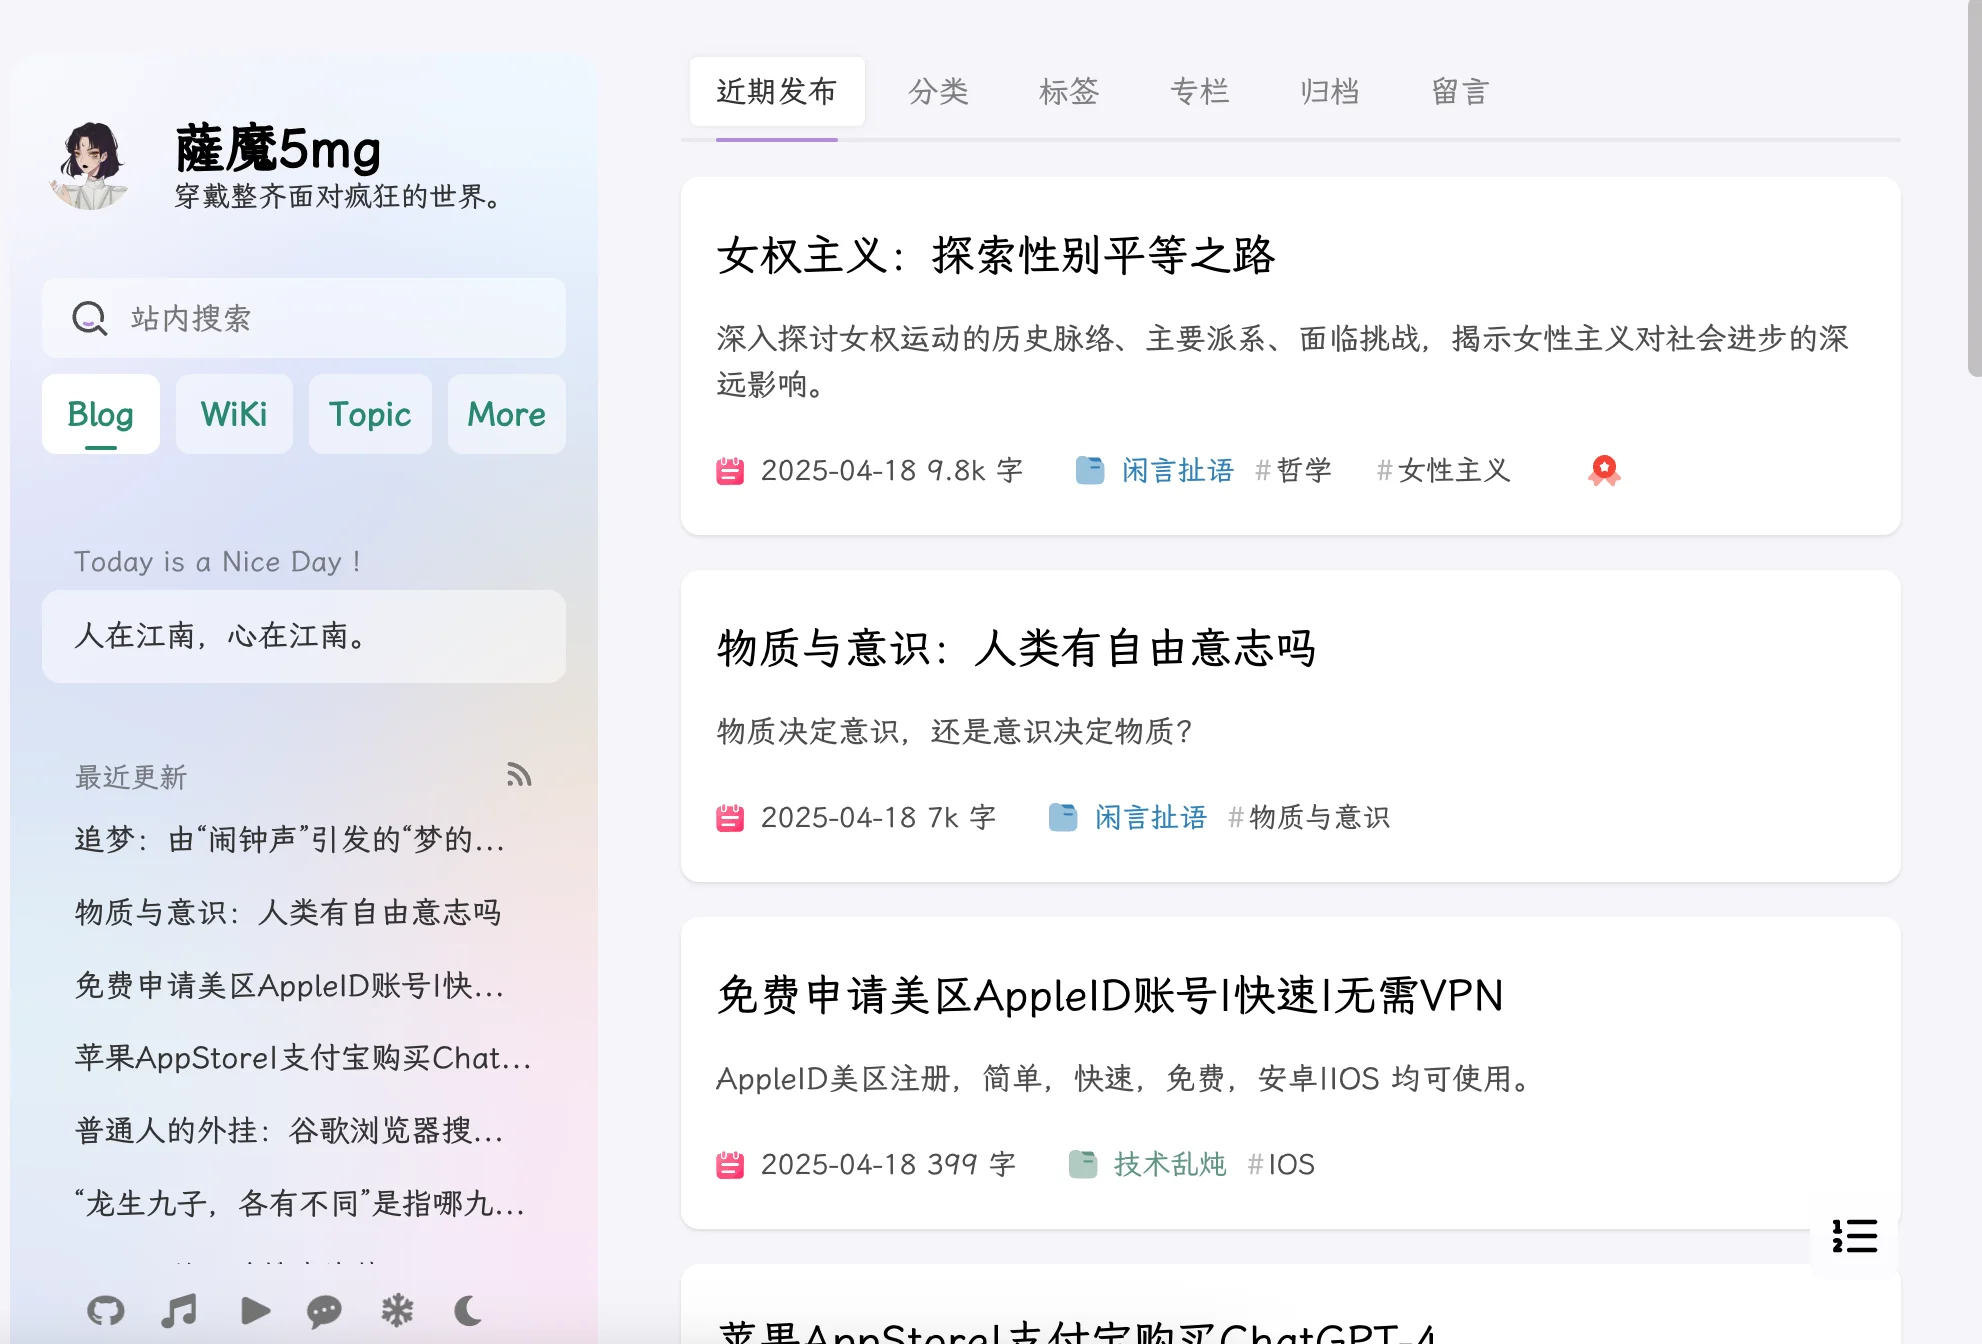 薩魔5mg
穿戴整齐面对疯狂的世界。
站内搜索
Blog WiKi Topic More
Today is a Nice Day !
人在江南，心在江南。
最近更新
追梦：由“闹钟声”引发的“梦的...
物质与意识：人类有自由意志吗
免费申请美区AppleID账号|快...
苹果AppStore|支付宝购买Chat...
普通人的外挂：谷歌浏览器搜...
“龙生九子，各有不同”是指哪九...
近期发布 分类 标签 专栏 归档 留言
女权主义：探索性别平等之路
深入探讨女权运动的历史脉络、主要派系、面临挑战，揭示女性主义对社会进步的深
远影响。
2025-04-18 9.8k 字 闲言扯语 #哲学 #女性主义
物质与意识：人类有自由意志吗
物质决定意识，还是意识决定物质？
2025-04-18 7k 字 闲言扯语 #物质与意识
免费申请美区AppleID账号|快速|无需VPN
AppleID美区注册，简单，快速，免费，安卓||IOS 均可使用。
2025-04-18 399 字 技术乱炖 #IOS
苹果AppStore|支付宝购买ChatGPT-4